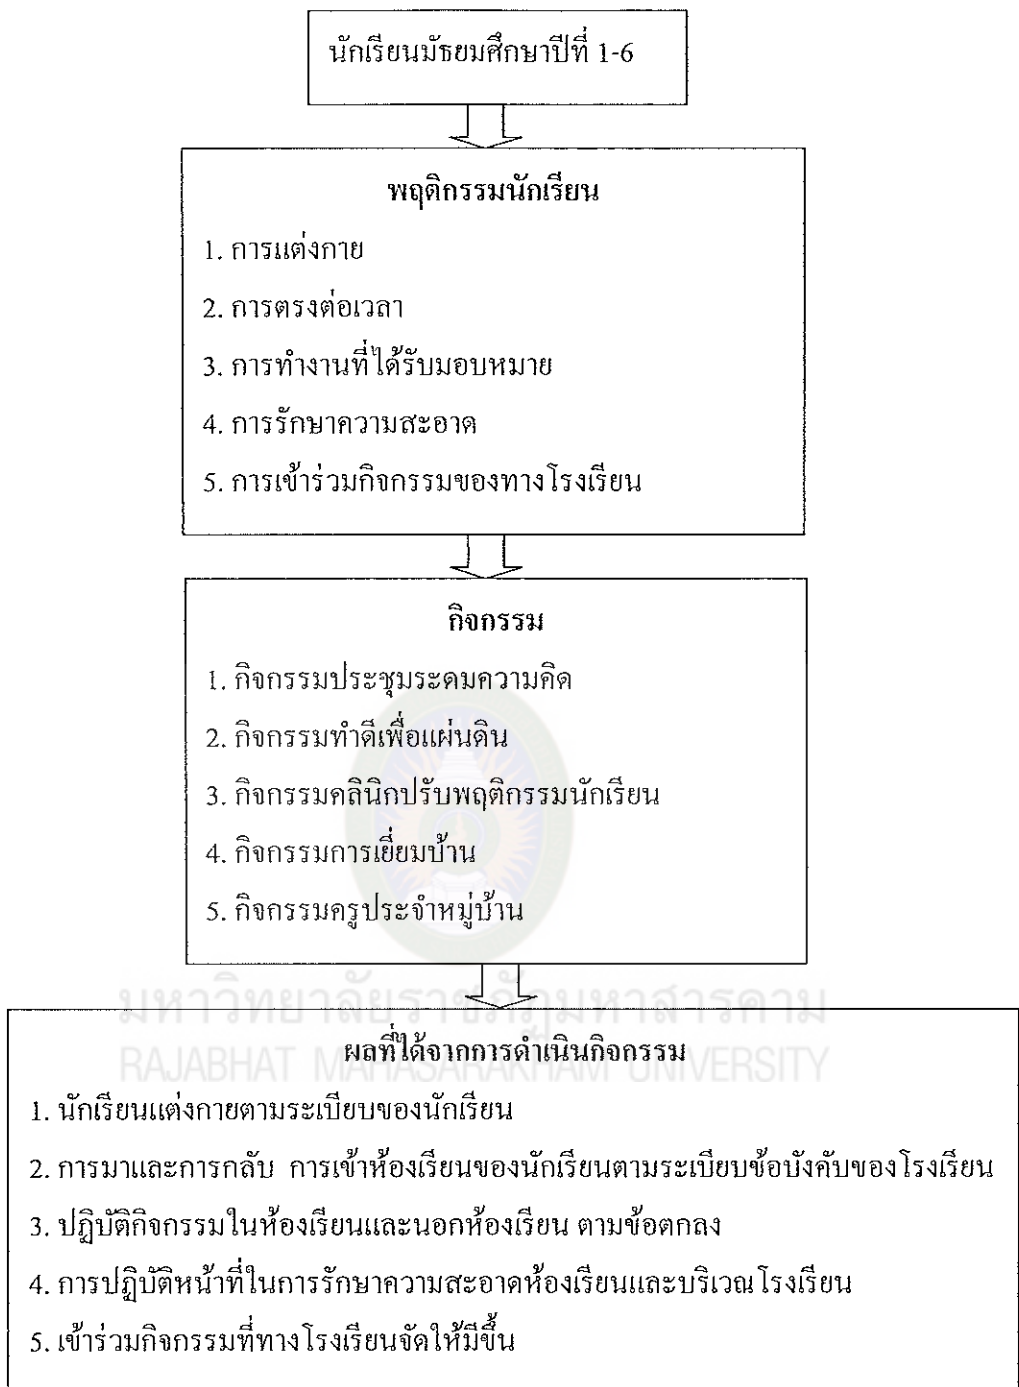 นักเรียนมัธยมศึกษาปีที่ 1-6
พฤติกรรมนักเรียน
1. การแต่งกาย
2. การตรงต่อเวลา
3. การทำงานที่ได้รับมอบหมาย
4. การรักษาความสะอาด
5. การเข้าร่วมกิจกรรมของทางโรงเรียน
กิจกรรม
1. กิจกรรมประชุมระดมความคิด
2. กิจกรรมทำดีเพื่อแผ่นดิน
3. กิจกรรมคลินิกปรับพฤติกรรมนักเรียน
4. กิจกรรมการเยี่ยมบ้าน
5. กิจกรรมครูประจำหมู่บ้าน
มหาวิทยาลัยราชภัฏมหาสารคาม
ผลที่ได้จากการดำเนินกิจกรรม
RAJABHAT MAHASARAKHAM UNIVERSITY
1. นักเรียนแต่งกายตามระเบียบของนักเรียน
2. การมาและการกลับ การเข้าห้องเรียนของนักเรียนตามระเบียบข้อบังคับของโรงเรียน
3. ปฏิบัติกิจกรรมในห้องเรียนและนอกห้องเรียน ตามข้อตกลง
4. การปฏิบัติหน้าที่ในการรักษาความสะอาดห้องเรียนและบริเวณโรงเรียน
5. เข้าร่วมกิจกรรมที่ทางโรงเรียนจัดให้มีขึ้น